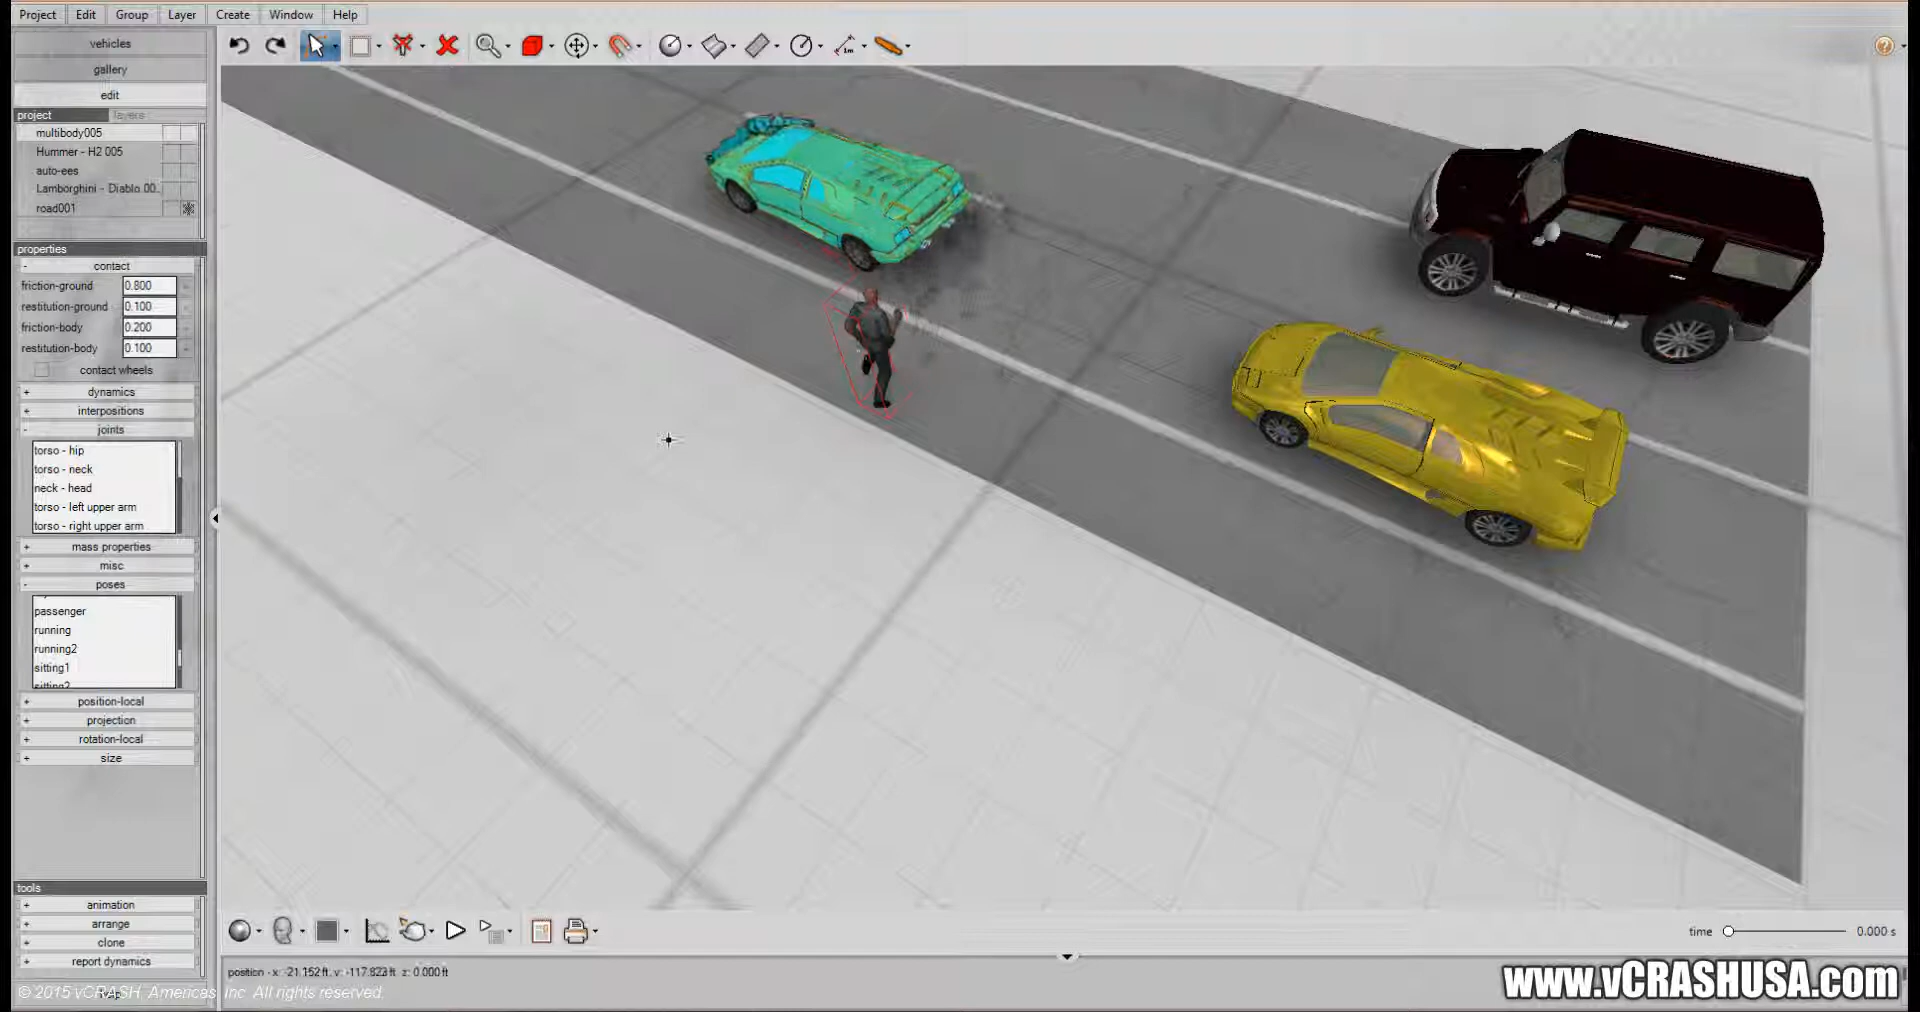 Project Edit Group Layer Create Window Help
vehicles
gallery
edit
project layers
multibody005
Hummer - H2 005
auto-ees
Lamborghini - Diablo 00..
road001
properties
- contact
friction-ground 0.800
restitution-ground 0.100
friction-body 0.200
restitution-body 0.100
contact wheels
+ dynamics
+ interpositions
- joints
torso - hip
torso - neck
neck - head
torso - left upper arm
torso - right upper arm
+ mass properties
+ misc
- poses
passenger
running
running2
sitting1
sitting2
+ position-local
+ projection
+ rotation-local
+ size
tools
+ animation
+ arrange
+ clone
+ report dynamics
time 0.000 s
position - x: -21.152 ft, y: -117.823 ft z: 0.000 ft
© 2015 vCRASH Americas, Inc All rights reserved.
www.vCRASHUSA.com